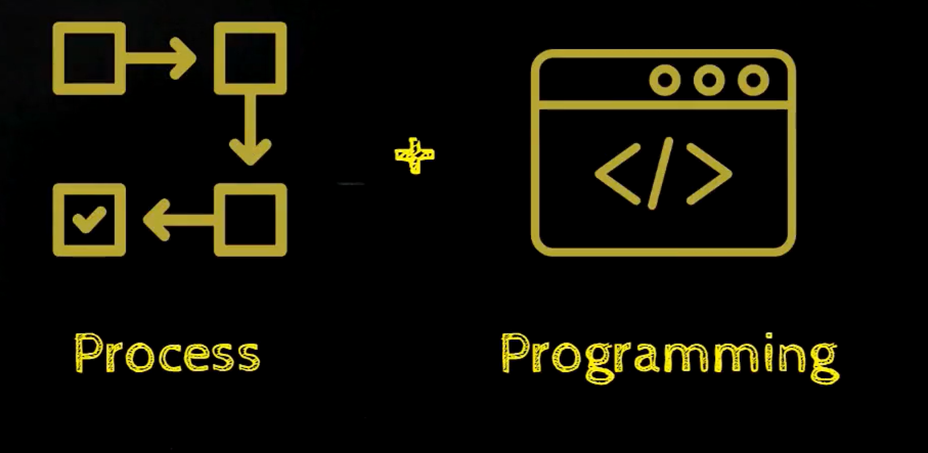 +
</>
Process
Programming